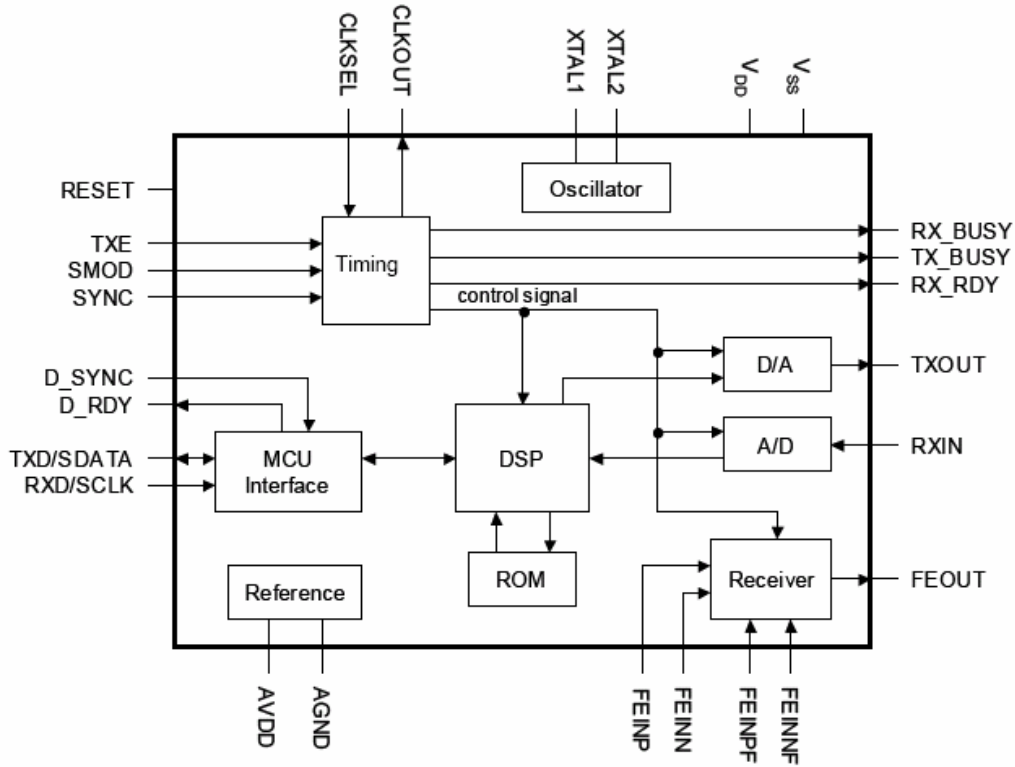 CLKSEL
CLKOUT
XTAL1
XTAL2
VDD
VSS
RESET
Oscillator
TXE
SMOD
SYNC
Timing
RX_BUSY
TX_BUSY
RX_RDY
control signal
D_SYNC
D_RDY
TXD/SDATA
RXD/SCLK
MCU
Interface
DSP
D/A
TXOUT
A/D
RXIN
ROM
Reference
Receiver
FEOUT
AVDD
AGND
FEINP
FEINN
FEINPF
FEINNF